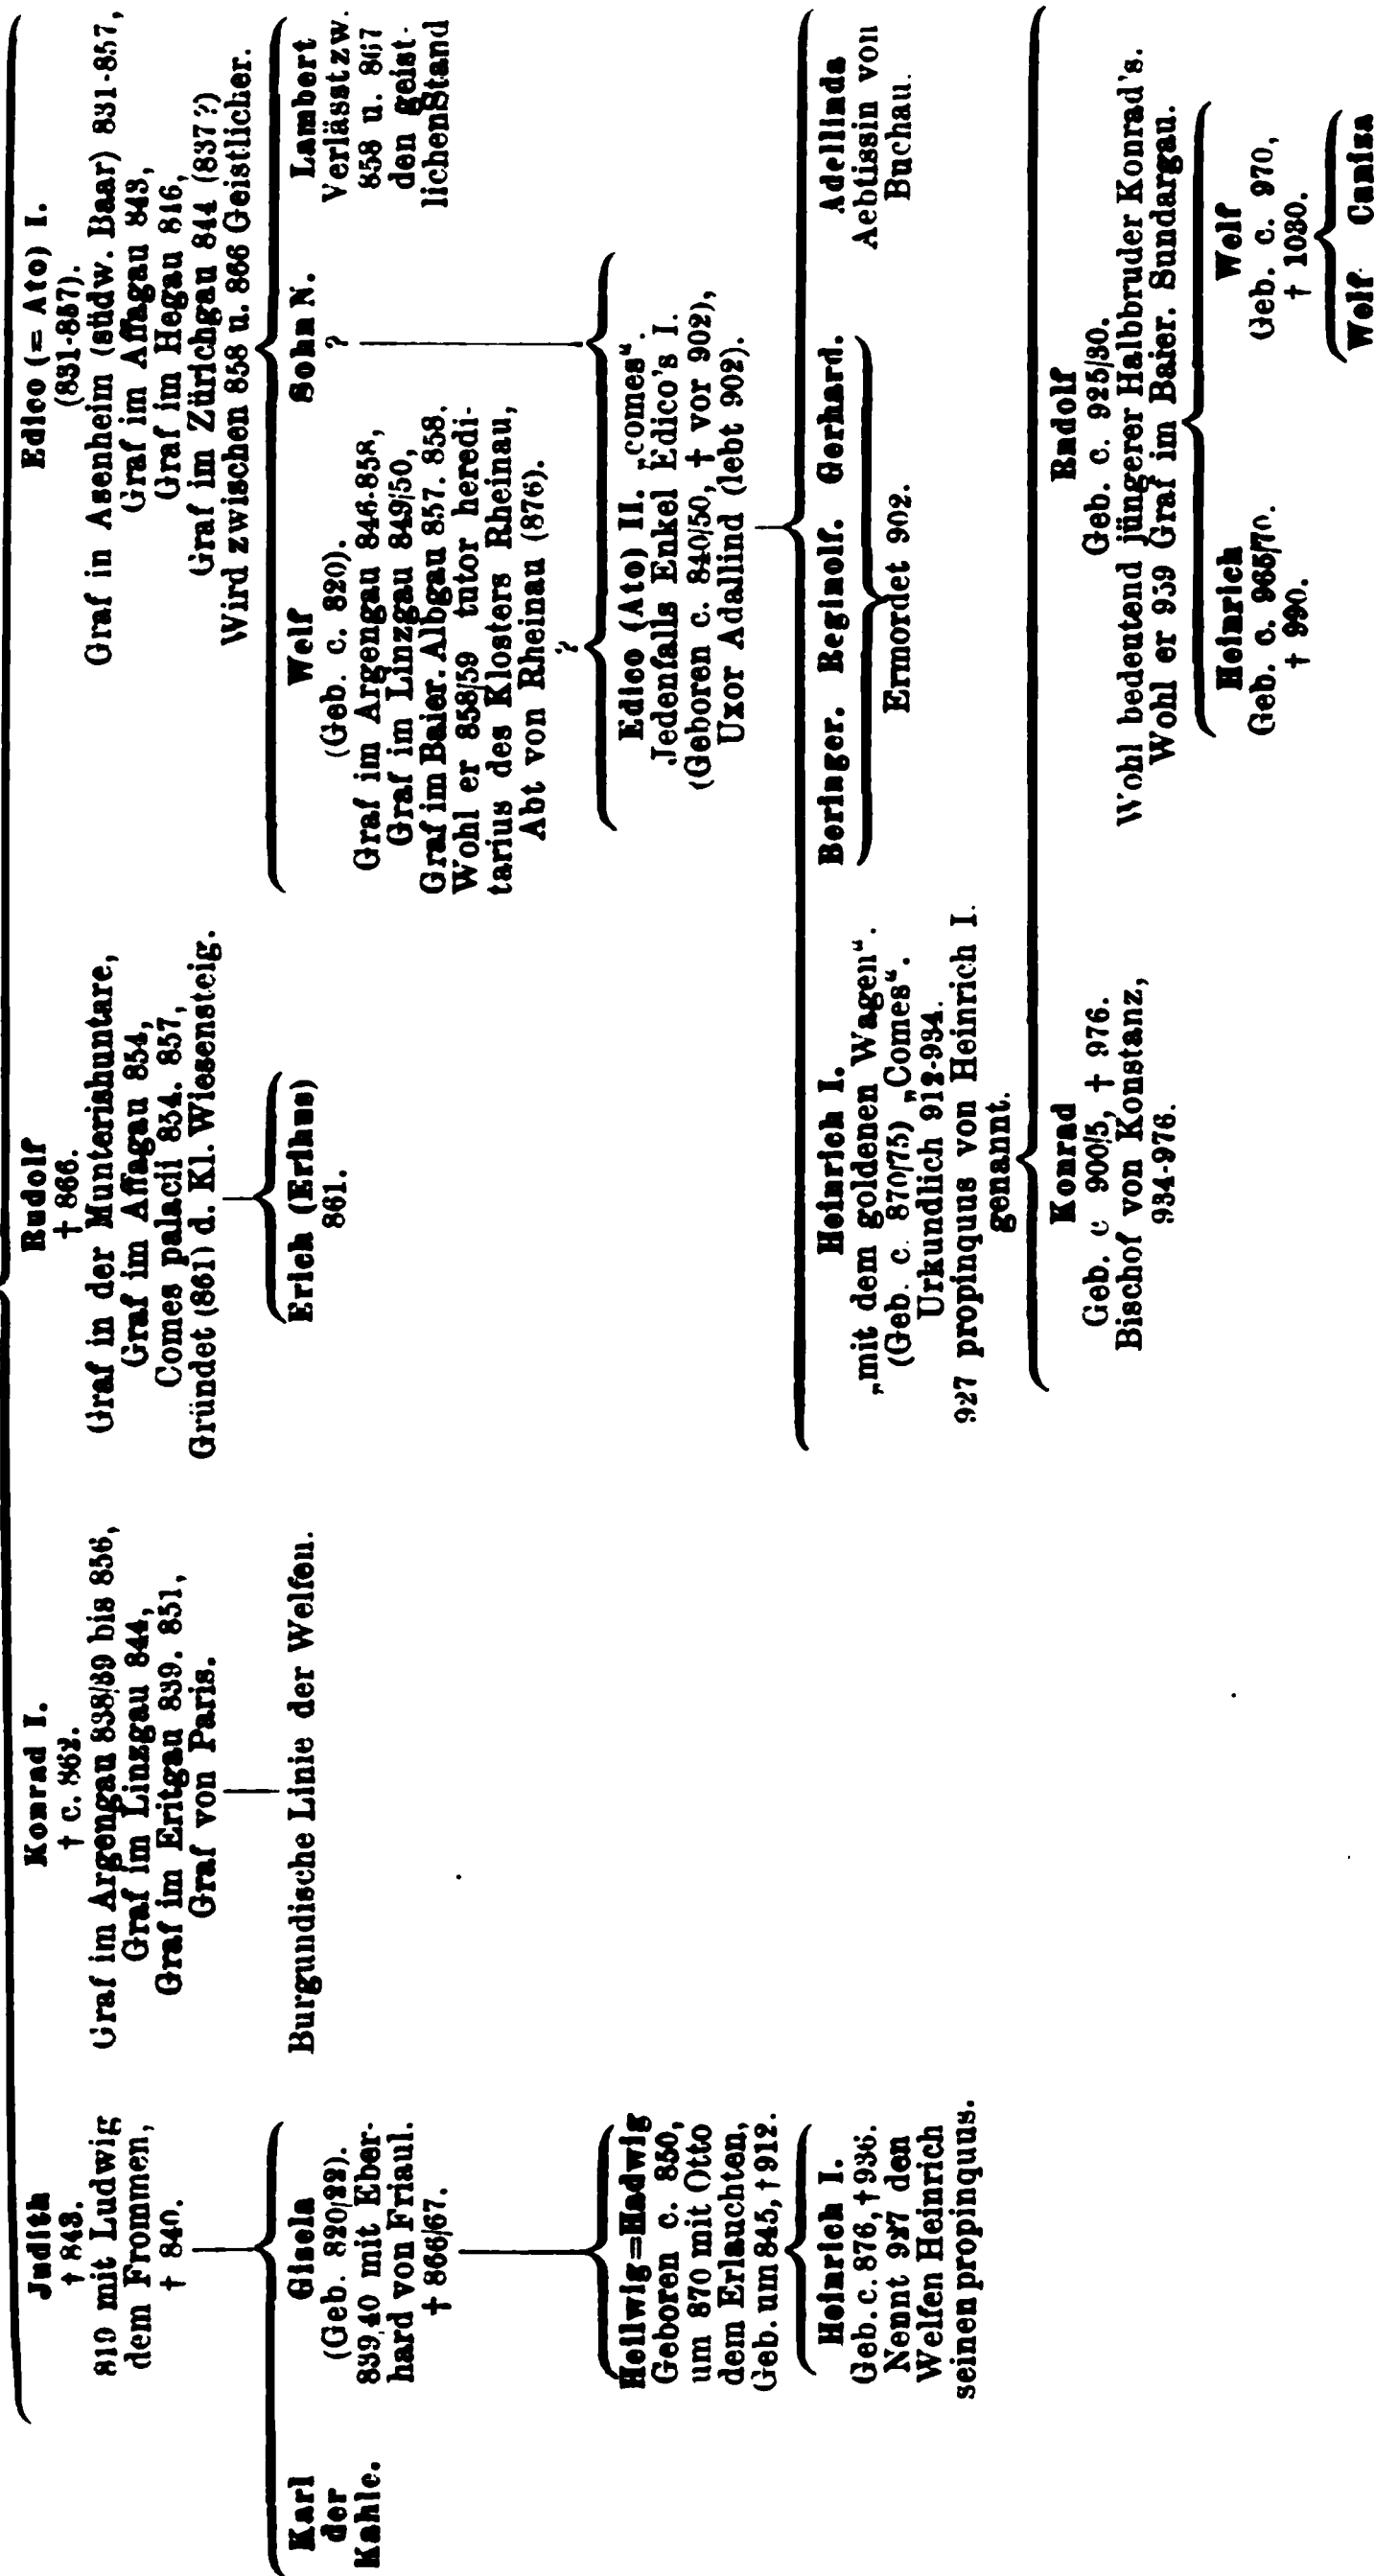 Judith
† 843.
819 mit Ludwig
dem Frommen,
† 840.
Konrad I.
† c. 862.
Graf im Argengau 838/39 bis 856,
Graf im Linzgau 844,
Graf im Eritgau 839. 851,
Graf von Paris.
Rudolf
† 866.
Graf in der Munterishuntare,
Graf im Affagau 854,
Comes palacii 854. 857,
Gründet (861) d. Kl. Wiesensteig.
Edico (= Ato) I.
(831-857).
Graf in Asenheim (südw. Baar) 831-857,
Graf im Affagau 843,
Graf im Hegau 816,
Graf im Zürichgau 844 (837?)
Wird zwischen 858 u. 866 Geistlicher.
Karl
der
Kahle.
Gisela
(Geb. 820/22).
839/40 mit Eber-
hard von Friaul.
† 866/67.
Burgundische Linie der Welfen.
Erich (Erihus)
861.
Welf
(Geb. c. 820).
Graf im Argengau 846-858,
Graf im Linzgau 849/50,
Graf im Baier. Albgau 857. 858.
Wohl er 858/59 tutor heredi-
tarius des Klosters Rheinau,
Abt von Rheinau (876).
?
Sohn N.
?
Lambert
Verlässt zw.
858 u. 867
den geist-
lichen Stand
Heilwig=Hadwig
Geboren c. 850,
um 870 mit Otto
dem Erlauchten,
Geb. um 845, † 912.
Edico (Ato) II. „comes“.
Jedenfalls Enkel Edico's I.
(Geboren c. 840/50, † vor 902),
Uxor Adallind (lebt 902).
Heinrich I.
Geb. c. 876, † 936.
Nennt 927 den
Welfen Heinrich
seinen propinquus.
Heinrich I.
„mit dem goldenen Wagen“.
(Geb. c. 870/75) „Comes“.
Urkundlich 912-934.
927 propinquus von Heinrich I.
genannt.
Beringer. Reginolf. Gerhard.
Ermordet 902.
Adellinda
Aebtissin von
Buchau.
Konrad
Geb. c 900/5, † 976.
Bischof von Konstanz,
934-976.
Rudolf
Geb. c. 925/30.
Wohl bedeutend jüngerer Halbbruder Konrad's.
Wohl er 939 Graf im Baier. Sundargau.
Heinrich
Geb. c. 965/70.
† 990.
Welf
Geb. c. 970,
† 1030.
Welf Caniza